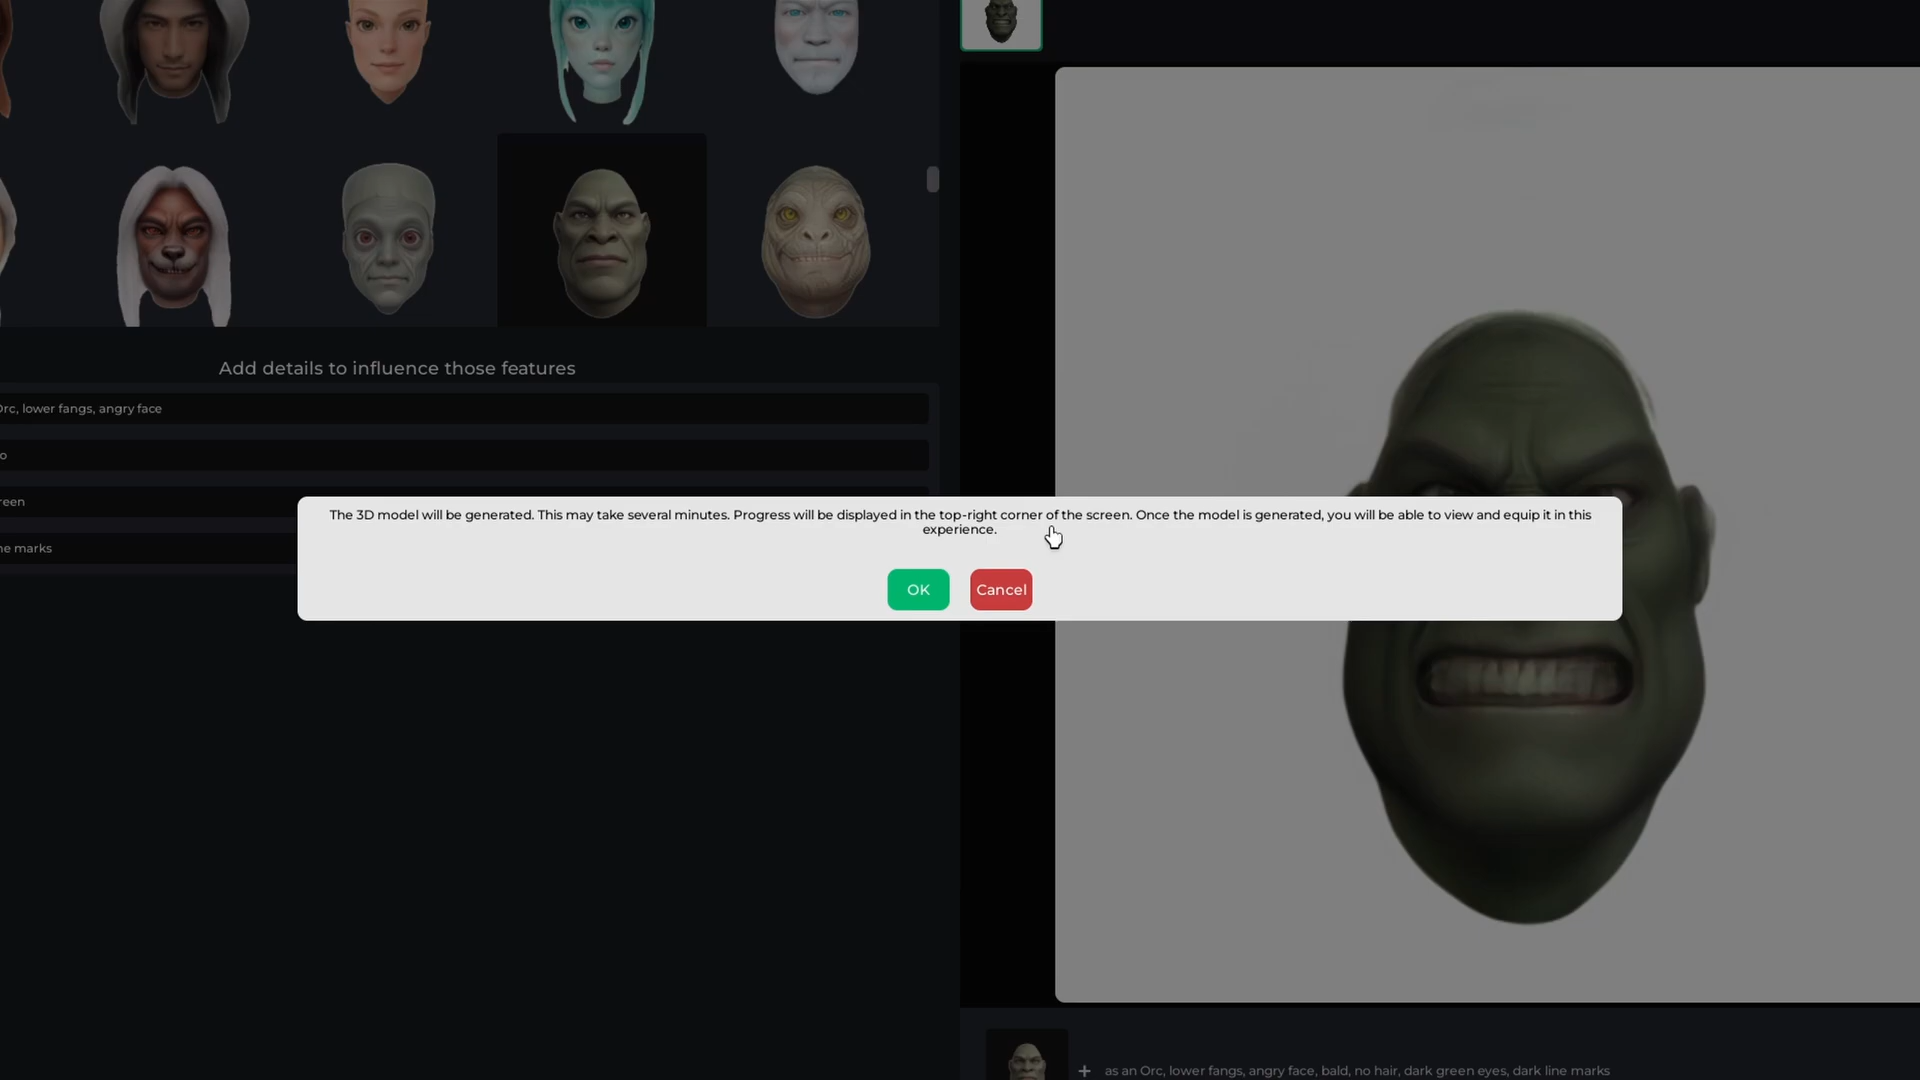 Add details to influence those features
Orc, lower fangs, angry face
o
reen
ne marks
The 3D model will be generated. This may take several minutes. Progress will be displayed in the top-right corner of the screen. Once the model is generated, you will be able to view and equip it in this
experience.
OK
Cancel
+ as an Orc, lower fangs, angry face, bald, no hair, dark green eyes, dark line marks